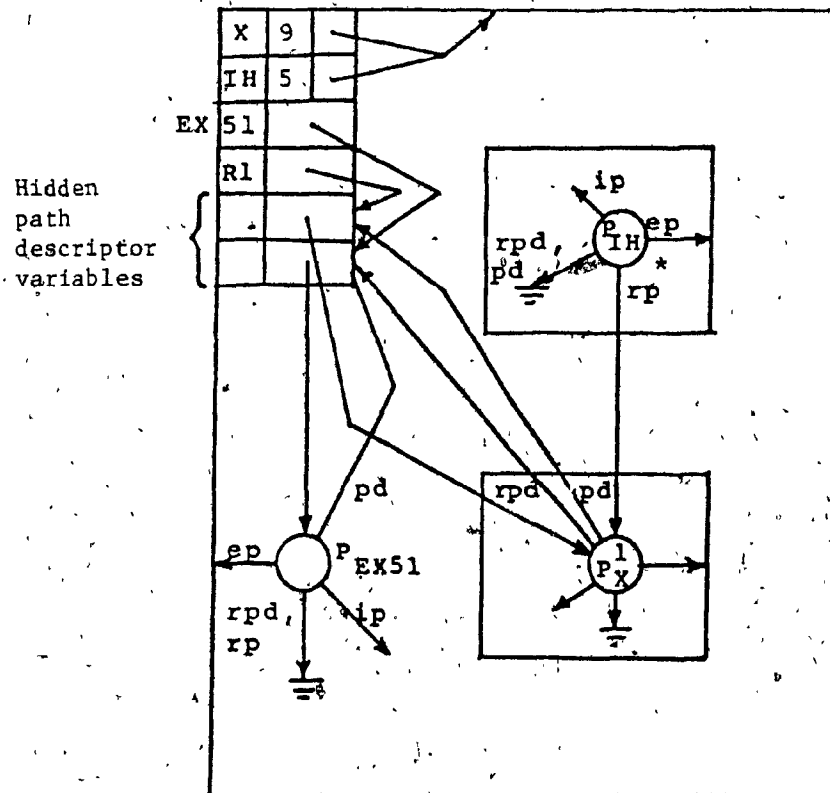 X 9
IH 5
EX 51
R1
Hidden
path
descriptor
variables
ip
P IH
ep
rpd,
pd
*
rp
pd
rpd
pd
ep
P EX51
rpd,
rp
ip
P 1 X